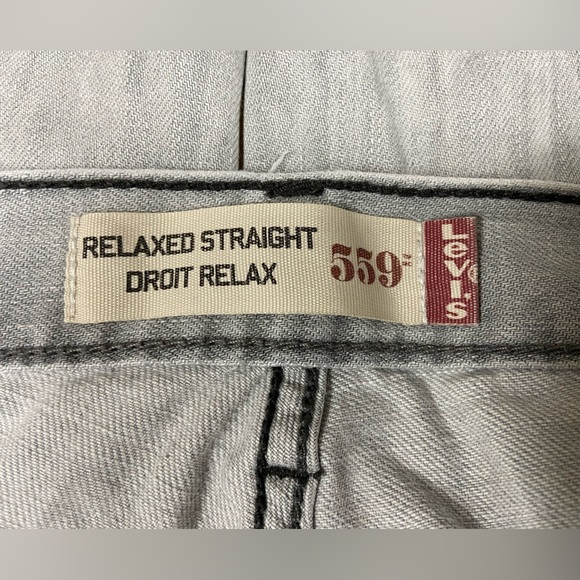 RELAXED STRAIGHT
DROIT RELAX
559™
Levi's®